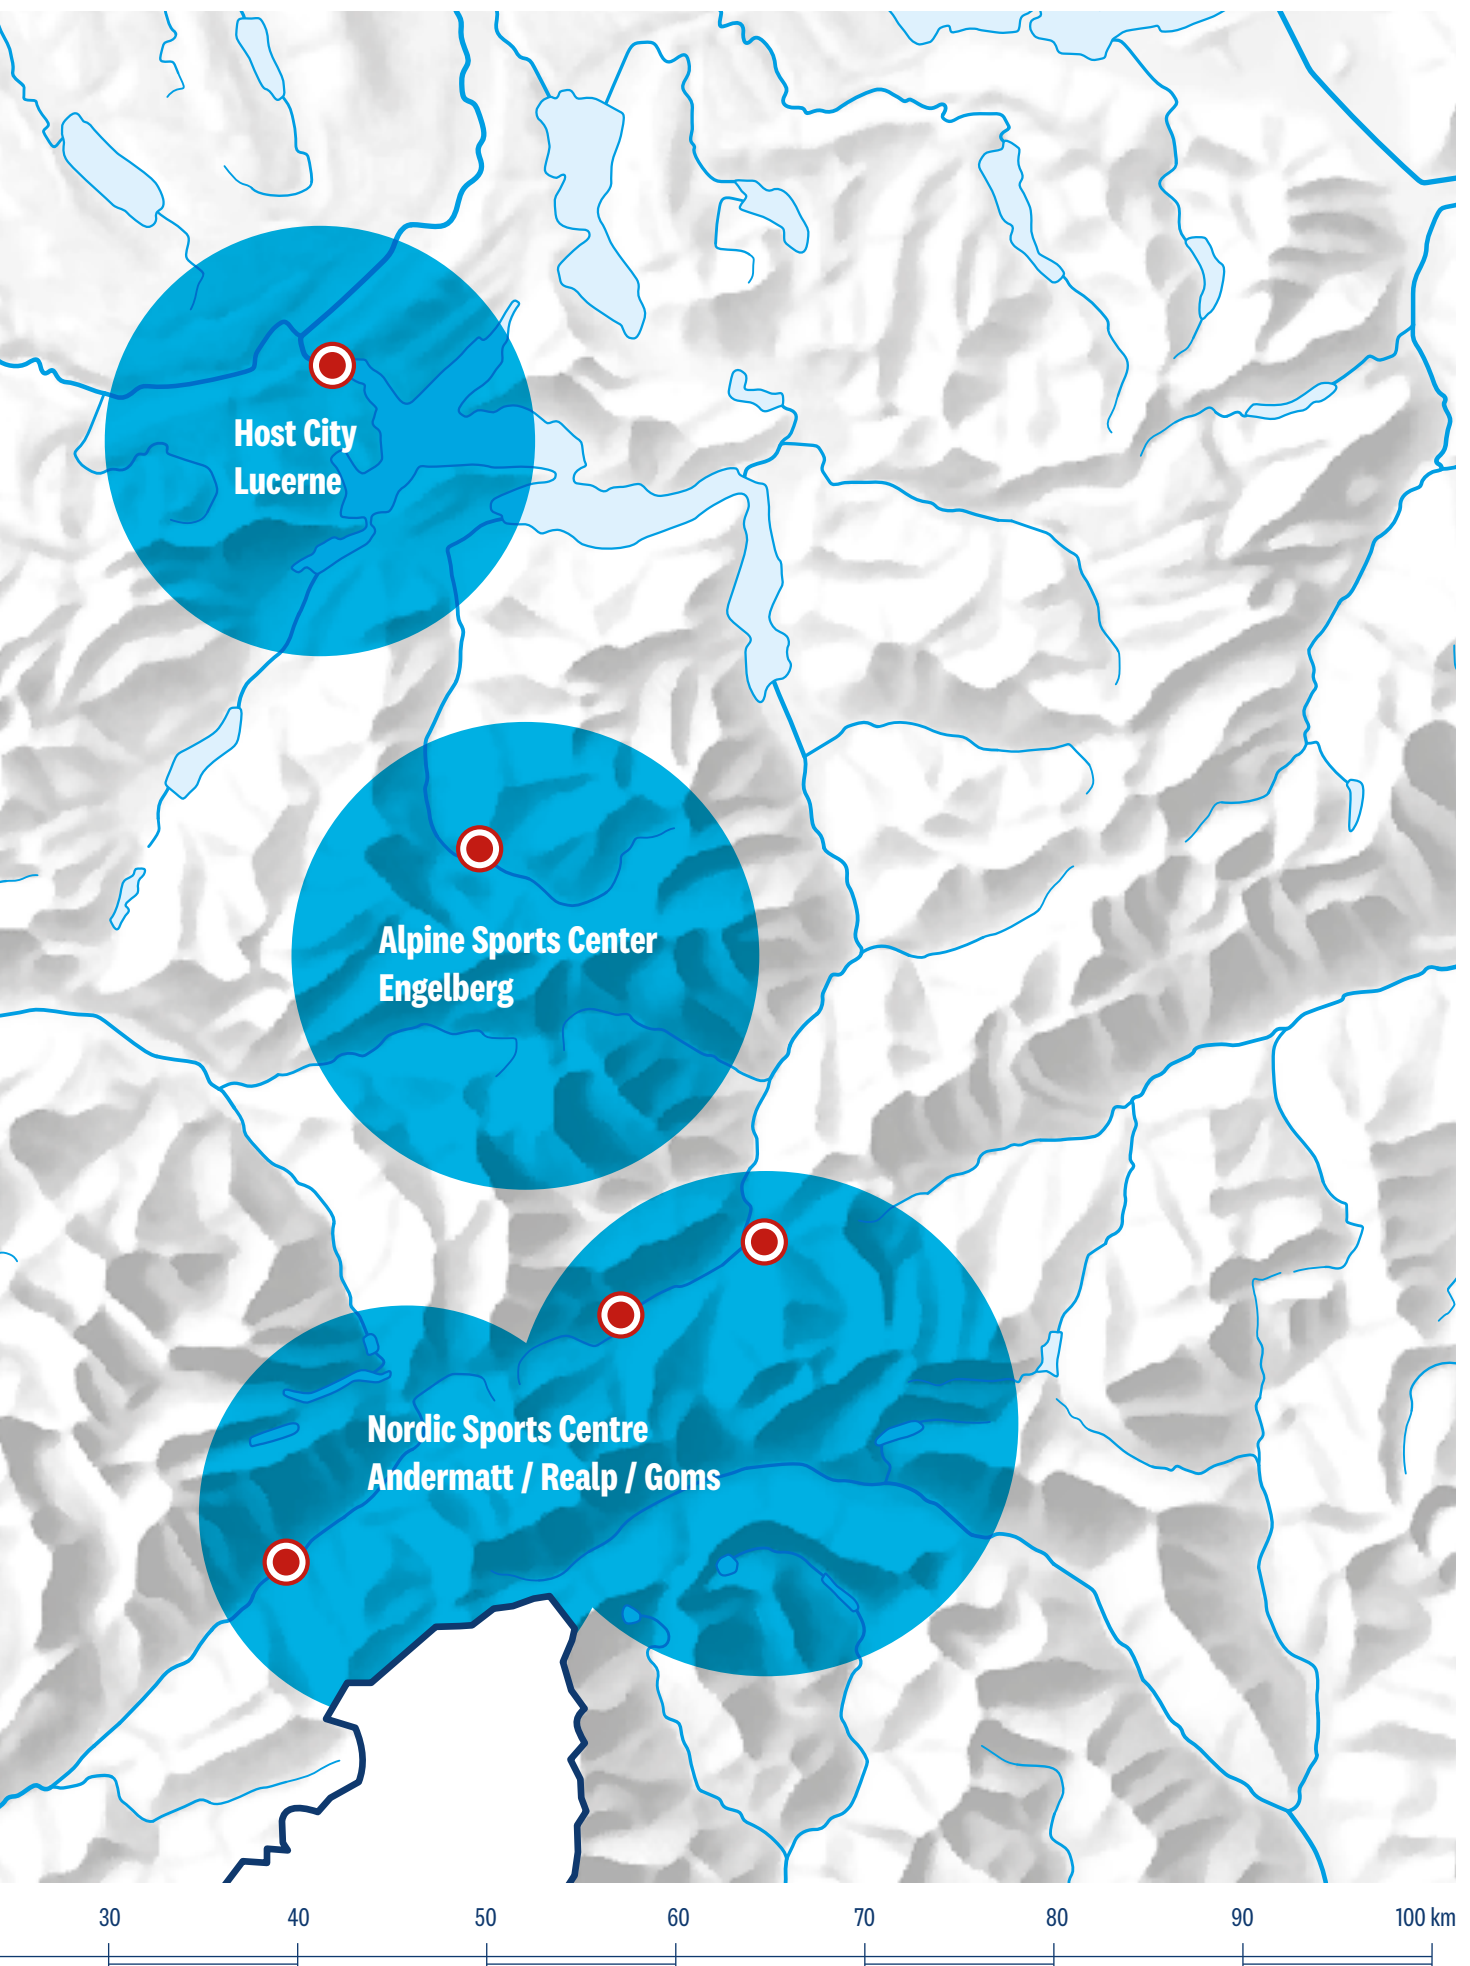 Host City
Lucerne
Alpine Sports Center
Engelberg
Nordic Sports Centre
Andermatt / Realp / Goms
30 40 50 60 70 80 90 100 km